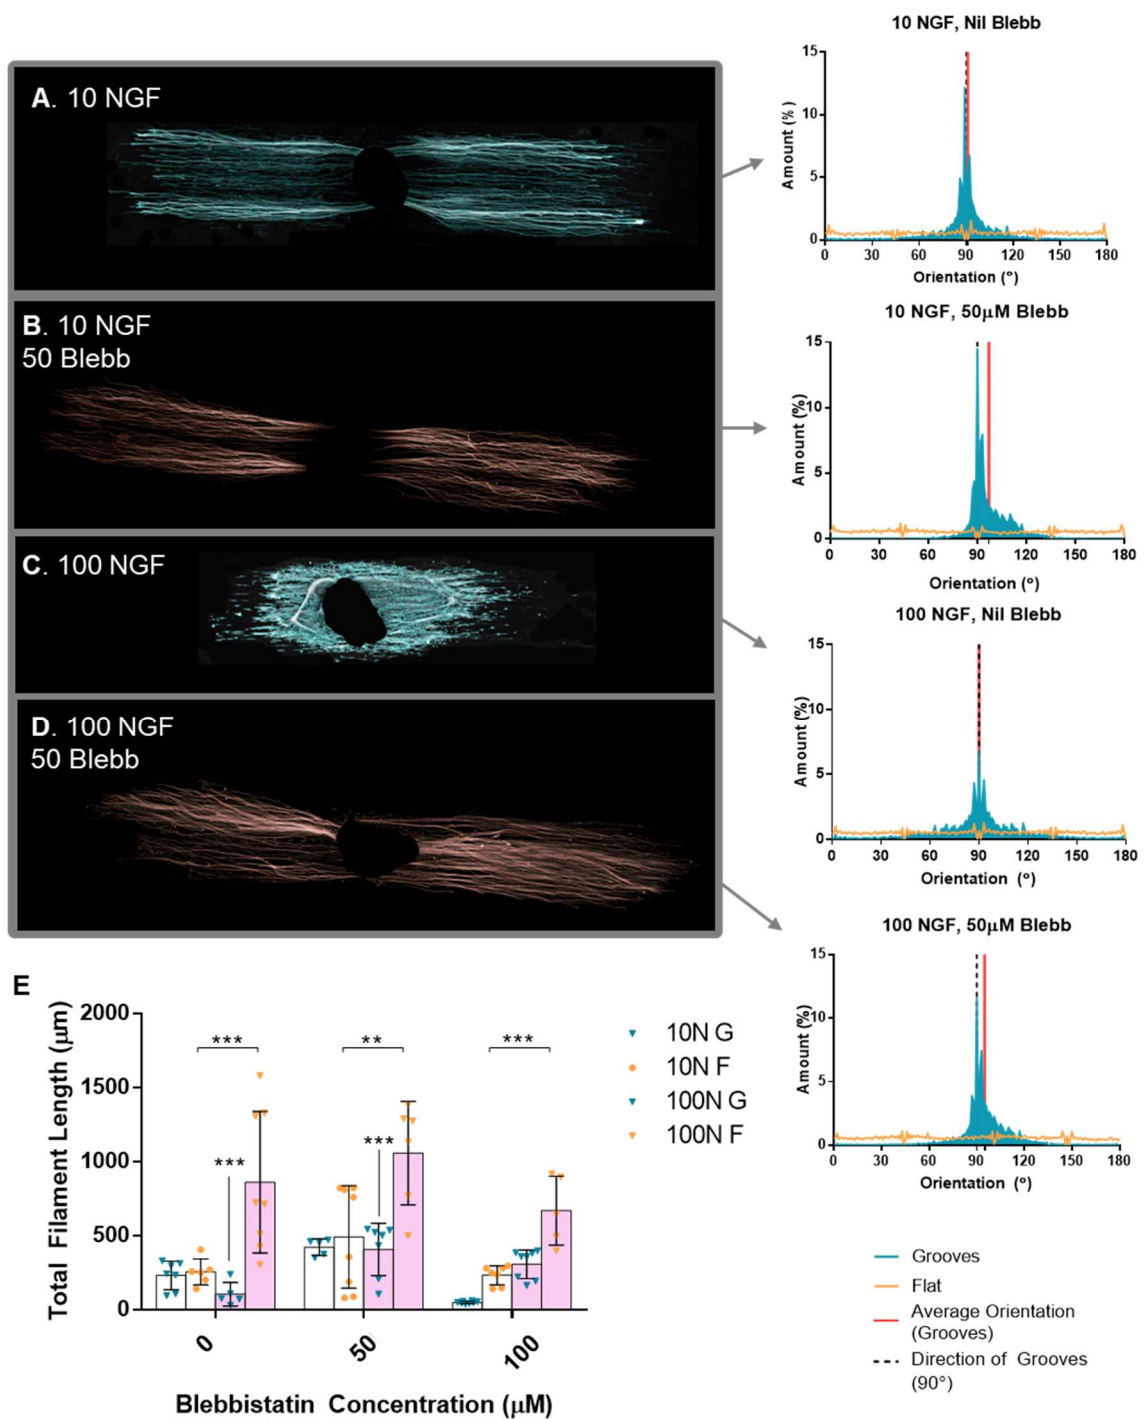 10 NGF, Nil Blebb
15
10
5
0
Amount (%)
0 30 60 90 120 150 180
Orientation (°)
A. 10 NGF
10 NGF, 50μM Blebb
15
10
5
0
Amount (%)
0 30 60 90 120 150 180
Orientation (°)
B. 10 NGF
50 Blebb
100 NGF, Nil Blebb
15
10
5
0
Amount (%)
0 30 60 90 120 150 180
Orientation (°)
C. 100 NGF
D. 100 NGF
50 Blebb
100 NGF, 50μM Blebb
15
10
5
0
Amount (%)
0 30 60 90 120 150 180
Orientation (°)
E
Total Filament Length (μm)
2000
1500
1000
500
0
*** ** ***
*** ***
0 50 100
Blebbistatin Concentration (μM)
10N G
10N F
100N G
100N F
Grooves
Flat
Average Orientation
(Grooves)
Direction of Grooves
(90°)